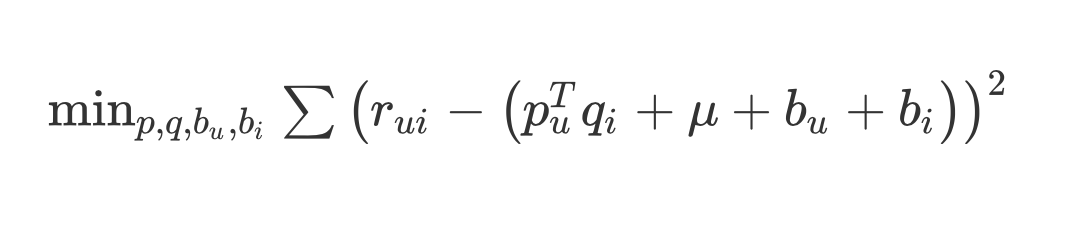 min_{p,q,b_u,b_i} ∑ (r_{ui} − (p_u^T q_i + μ + b_u + b_i))^2